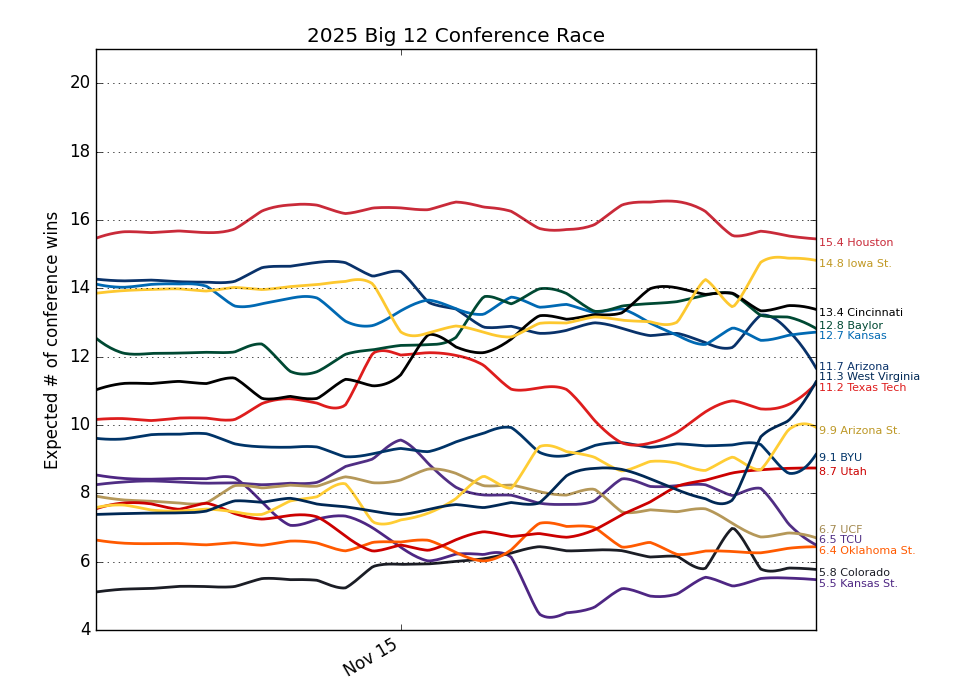 2025 Big 12 Conference Race
Expected # of conference wins
20
18
16
14
12
10
8
6
4
Nov 15
15.4 Houston
14.8 Iowa St.
13.4 Cincinnati
12.8 Baylor
12.7 Kansas
11.7 Arizona
11.3 West Virginia
11.2 Texas Tech
9.9 Arizona St.
9.1 BYU
8.7 Utah
6.7 UCF
6.5 TCU
6.4 Oklahoma St.
5.8 Colorado
5.5 Kansas St.